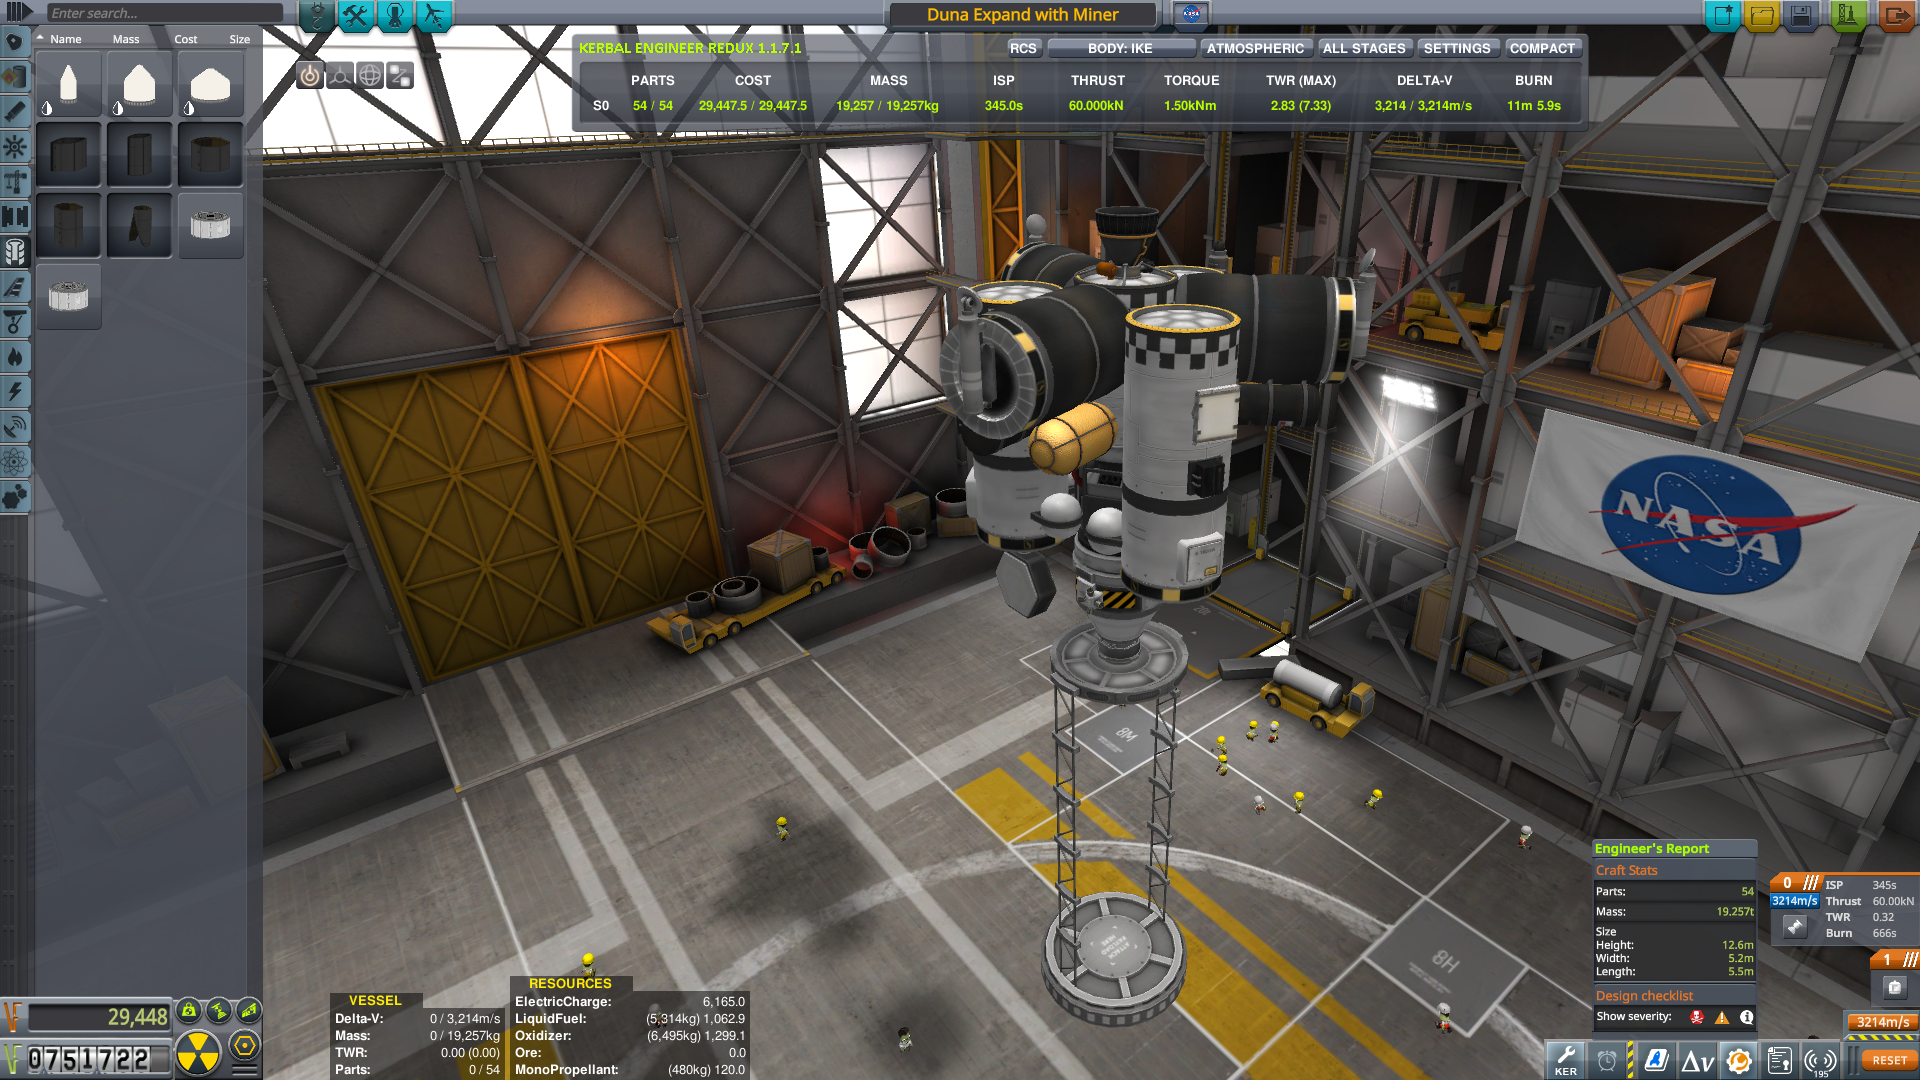 Enter search...
Duna Expand with Miner
Name Mass Cost Size
KERBAL ENGINEER REDUX 1.1.7.1
RCS BODY: IKE ATMOSPHERIC ALL STAGES SETTINGS COMPACT
PARTS COST MASS ISP THRUST TORQUE TWR (MAX) DELTA-V BURN
S0 54 / 54 29,447.5 / 29,447.5 19,257 / 19,257kg 345.0s 60.000kN 1.50kNm 2.83 (7.33) 3,214 / 3,214m/s 11m 5.9s
NASA
8M
8H
Engineer's Report
Craft Stats
Parts: 54
Mass: 19.257t
Size
Height: 12.6m
Width: 5.2m
Length: 5.5m
Design checklist
Show severity:
0
3214m/s
ISP 345s
Thrust 60.00kN
TWR 0.32
Burn 666s
1
3214m/s
29,448
0751722
VESSEL
Delta-V: 0 / 3,214m/s
Mass: 0 / 19,257kg
TWR: 0.00 (0.00)
Parts: 0 / 54
RESOURCES
ElectricCharge: 6,165.0
LiquidFuel: (5,314kg) 1,062.9
Oxidizer: (6,495kg) 1,299.1
Ore: 0.0
MonoPropellant: (480kg) 120.0
KER
Δv
195
RESET